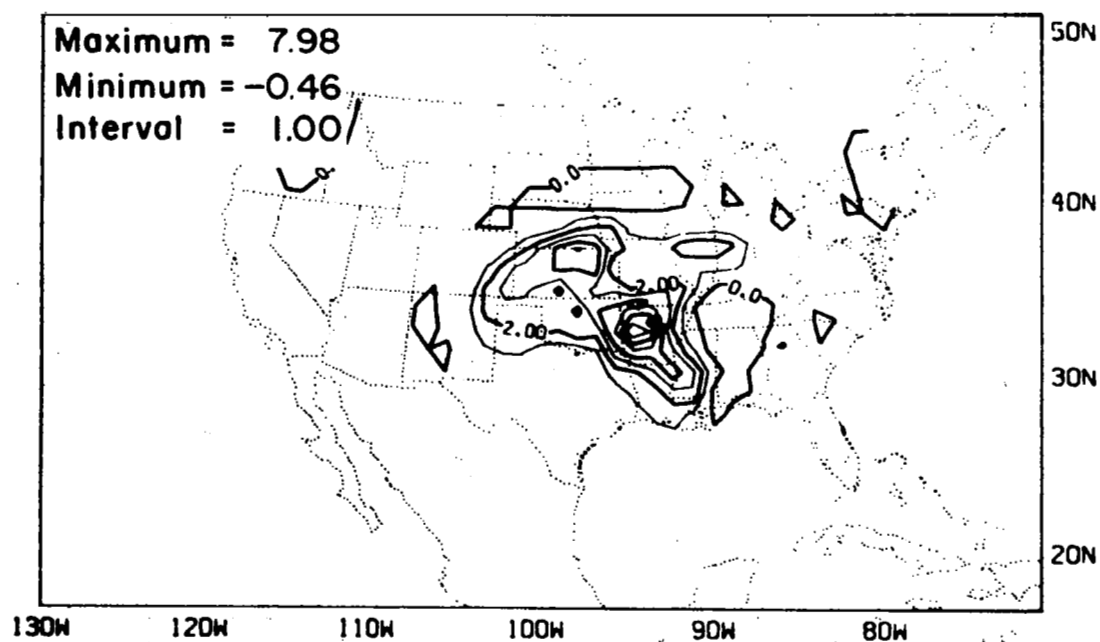 Maximum = 7.98
Minimum = -0.46
Interval = 1.00
50N
40N
30N
20N
0.
0.0
2.00
0.0
2.00
130W 120W 110W 100W 90W 80W